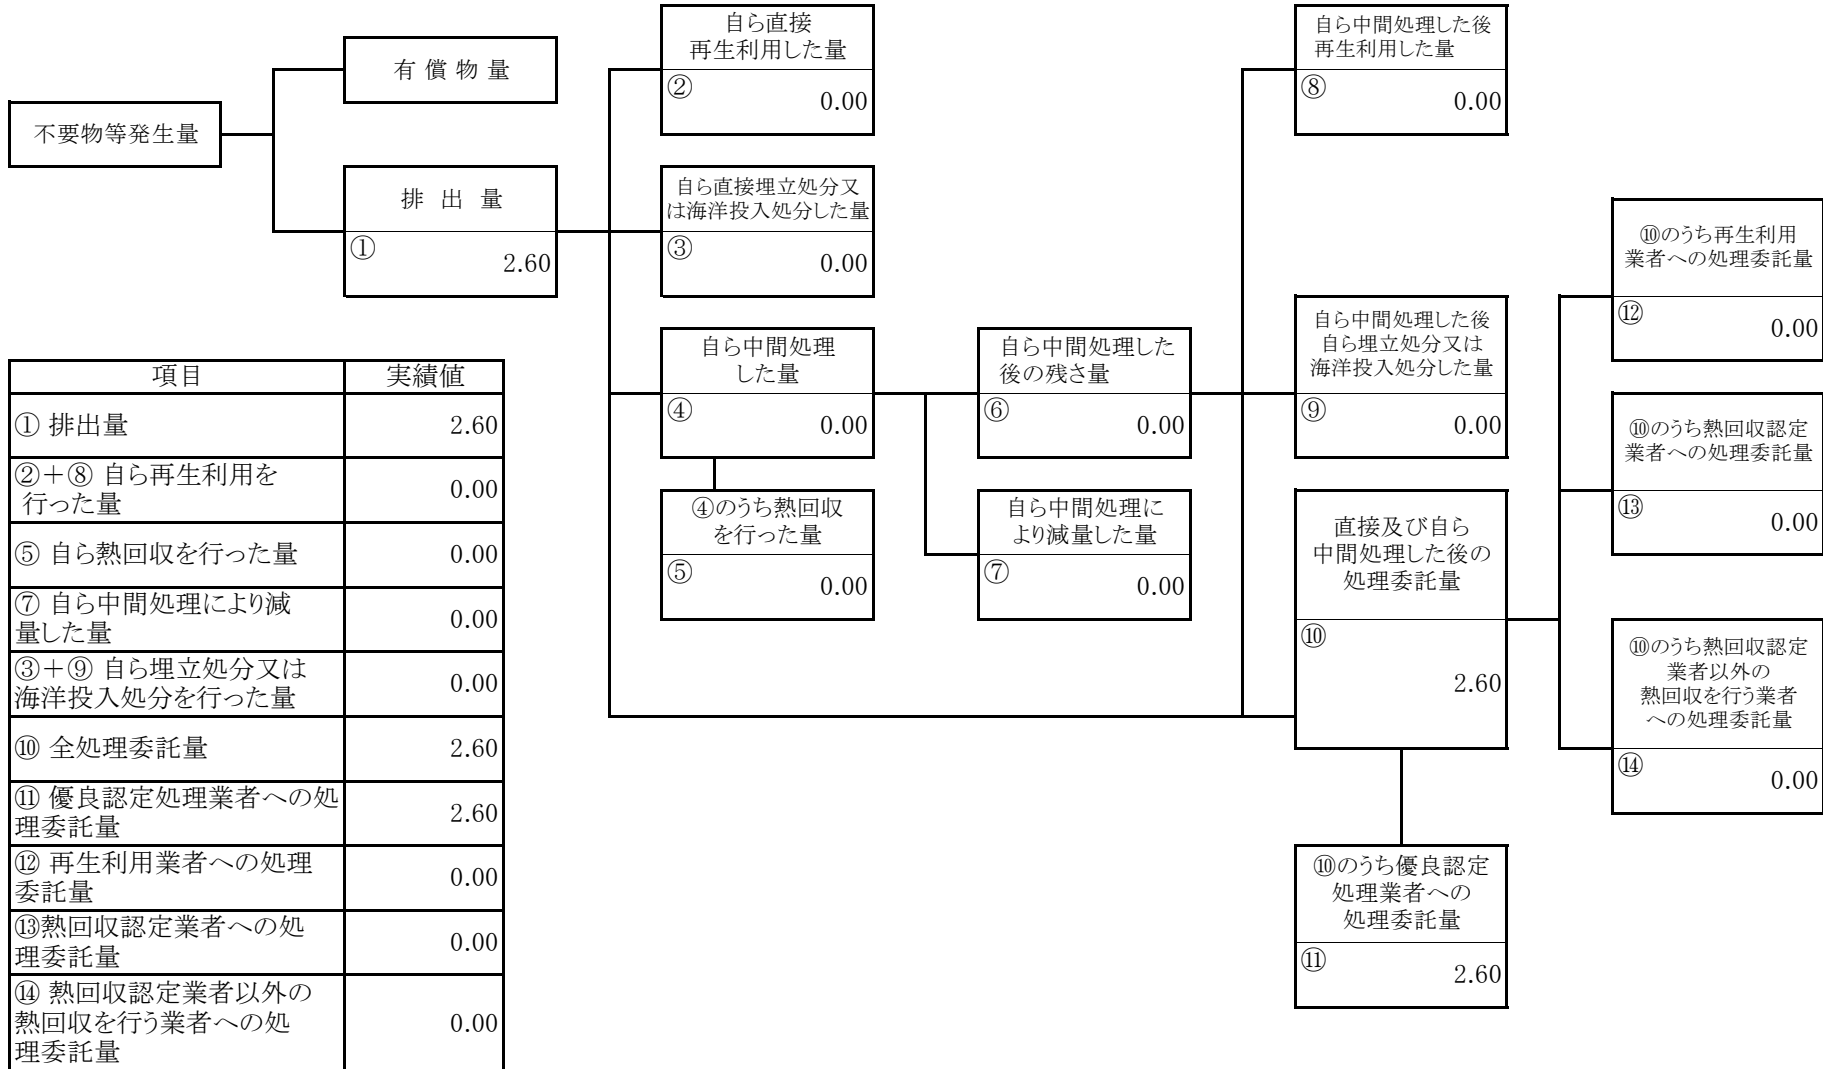 自ら直接
再生利用した量
②
0.00
自ら中間処理した後
再生利用した量
⑧
0.00
有 償 物 量
不要物等発生量
排 出 量
①
2.60
自ら直接埋立処分又
は海洋投入処分した量
③
0.00
⑩のうち再生利用
業者への処理委託量
⑫
0.00
自ら中間処理
した量
④
0.00
自ら中間処理した
後の残さ量
⑥
0.00
自ら中間処理した後
自ら埋立処分又は
海洋投入処分した量
⑨
0.00
⑩のうち熱回収認定
業者への処理委託量
⑬
0.00
④のうち熱回収
を行った量
⑤
0.00
自ら中間処理に
より減量した量
⑦
0.00
直接及び自ら
中間処理した後の
処理委託量
⑩
2.60
⑩のうち熱回収認定
業者以外の
熱回収を行う業者
への処理委託量
⑭
0.00
⑩のうち優良認定
処理業者への
処理委託量
⑪
2.60
項目 実績値
① 排出量 2.60
②+⑧ 自ら再生利用を
行った量
0.00
⑤ 自ら熱回収を行った量 0.00
⑦ 自ら中間処理により減
量した量
0.00
③+⑨ 自ら埋立処分又は
海洋投入処分を行った量
0.00
⑩ 全処理委託量 2.60
⑪ 優良認定処理業者への処
理委託量
2.60
⑫ 再生利用業者への処理
委託量
0.00
⑬熱回収認定業者への処
理委託量
0.00
⑭ 熱回収認定業者以外の
熱回収を行う業者への処
理委託量
0.00